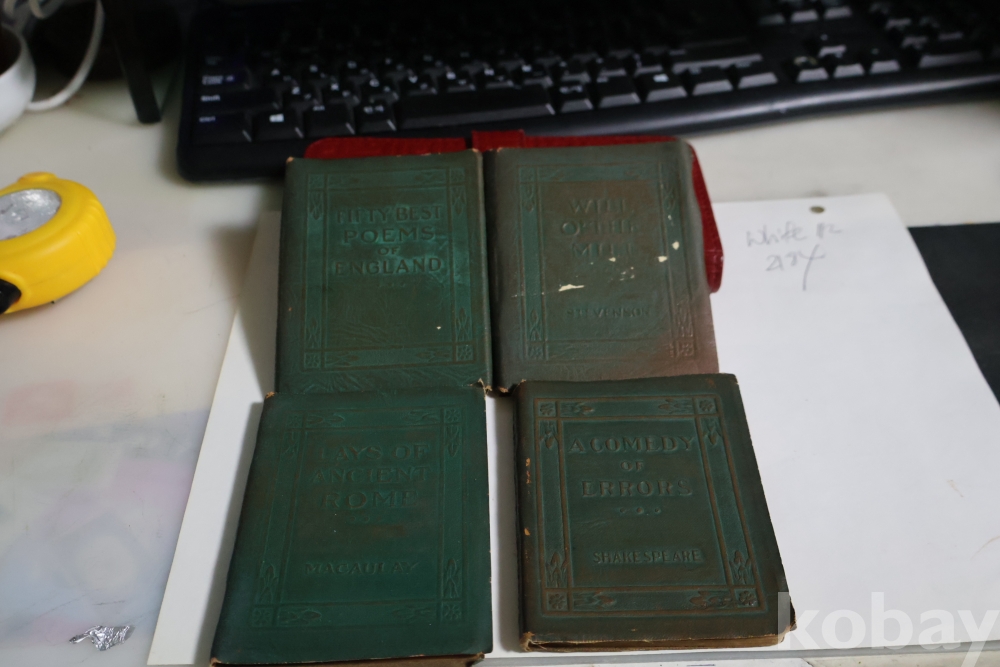 FIFTY BEST
POEMS
OF
ENGLAND
WILL
O' THE
MILL
STEVENSON
LAYS OF
ANCIENT
ROME
MACAULAY
A COMEDY
OF
ERRORS
SHAKESPEARE
White
kobay